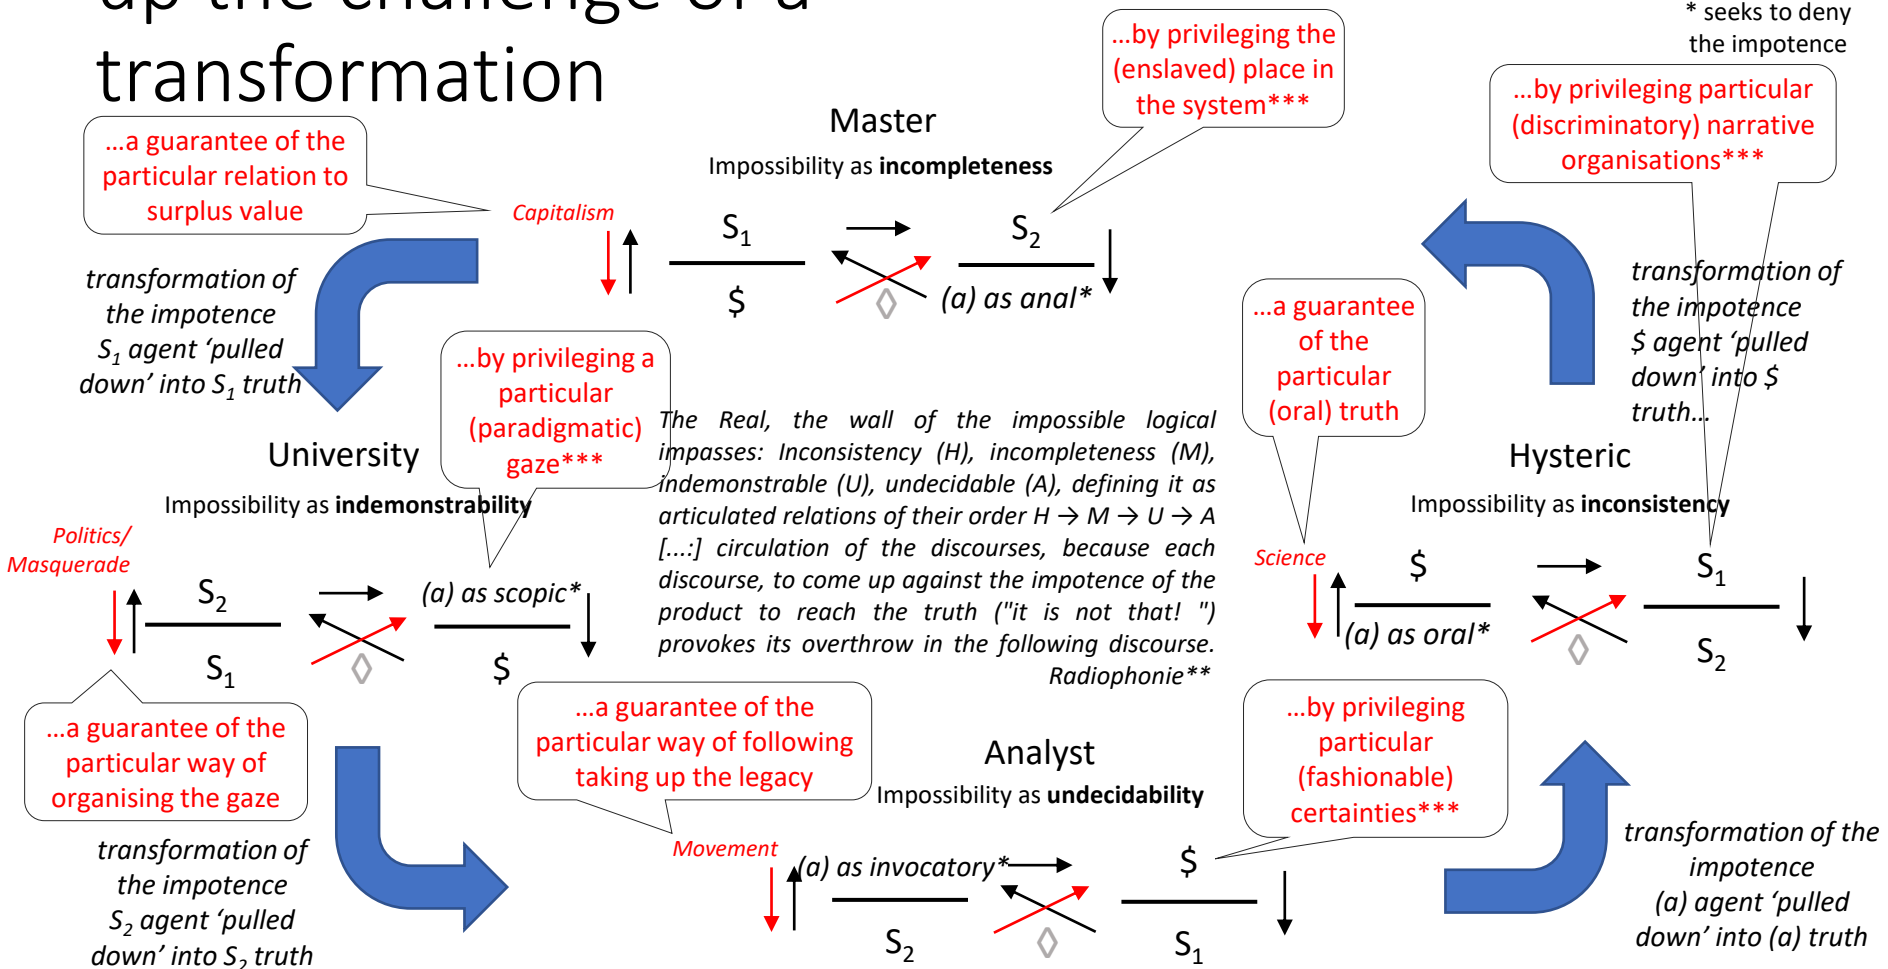 up the challenge of a
transformation
* seeks to deny
the impotence
...by privileging the
(enslaved) place in
the system***
...by privileging particular
(discriminatory) narrative
organisations***
...a guarantee of the
particular relation to
surplus value
Master
Impossibility as incompleteness
Capitalism
S1
S2
$
◊
(a) as anal*
transformation of
the impotence
S1 agent ‘pulled
down’ into S1 truth
...by privileging a
particular
(paradigmatic)
gaze***
...a guarantee
of the
particular
(oral) truth
transformation of
the impotence
$ agent ‘pulled
down’ into $
truth...
University
Impossibility as indemonstrability
Politics/
Masquerade
S2
(a) as scopic*
S1
◊
$
The Real, the wall of the impossible logical
impasses: Inconsistency (H), incompleteness (M),
indemonstrable (U), undecidable (A), defining it as
articulated relations of their order H → M → U → A
[...:] circulation of the discourses, because each
discourse, to come up against the impotence of the
product to reach the truth ("it is not that! ")
provokes its overthrow in the following discourse.
Radiophonie**
Hysteric
Impossibility as inconsistency
Science
$
S1
(a) as oral*
◊
S2
...a guarantee of the
particular way of
organising the gaze
...a guarantee of the
particular way of following
taking up the legacy
...by privileging
particular
(fashionable)
certainties***
Analyst
Impossibility as undecidability
Movement
(a) as invocatory*
$
S2
◊
S1
transformation of
the impotence
S2 agent ‘pulled
down’ into S2 truth
transformation of the
impotence
(a) agent ‘pulled
down’ into (a) truth